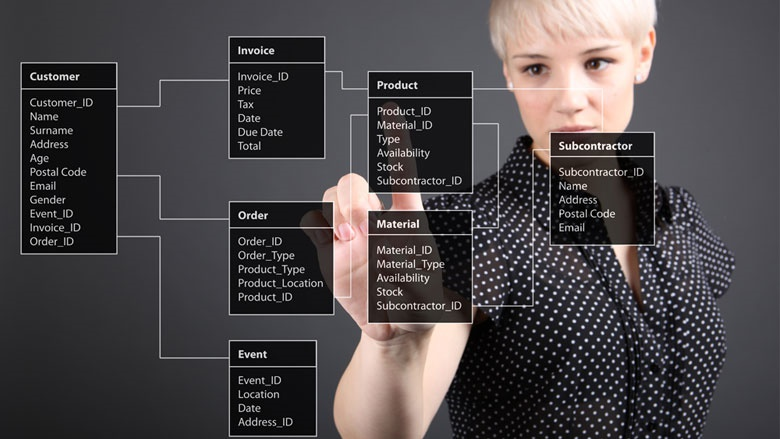 Customer
Customer_ID
Name
Surname
Address
Age
Postal Code
Email
Gender
Event_ID
Invoice_ID
Order_ID
Invoice
Invoice_ID
Price
Tax
Date
Due Date
Total
Order
Order_ID
Order_Type
Product_Type
Product_Location
Product_ID
Event
Event_ID
Location
Date
Address_ID
Product
Product_ID
Material_ID
Type
Availability
Stock
Subcontractor_ID
Material
Material_ID
Material_Type
Availability
Stock
Subcontractor_ID
Subcontractor
Subcontractor_ID
Name
Address
Postal Code
Email